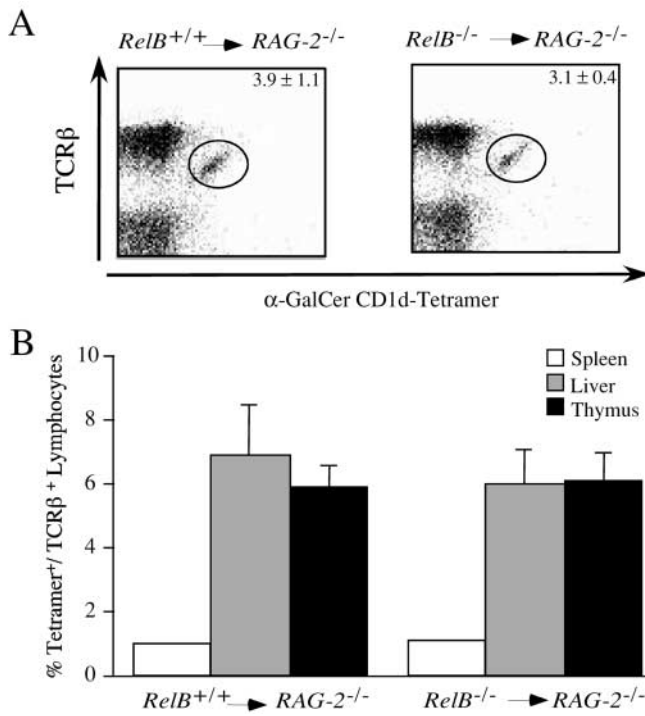 A
RelB+/+ → RAG-2-/- RelB-/- → RAG-2-/-
3.9 ± 1.1 3.1 ± 0.4
TCRβ
α-GalCer CD1d-Tetramer
B
% Tetramer+/ TCRβ + Lymphocytes
10
8
6
4
2
0
Spleen
Liver
Thymus
RelB+/+ → RAG-2-/- RelB-/- → RAG-2-/-